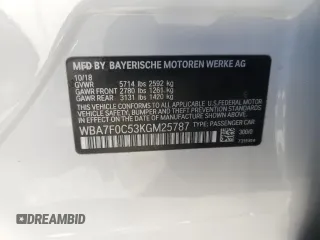 MFD BY BAYERISCHE MOTOREN WERKE AG
10/18
GVWR 5714 lbs 2592 kg
GAWR FRONT 2780 lbs 1261 kg
GAWR REAR 3131 lbs 1420 kg
THIS VEHICLE CONFORMS TO ALL APPLICABLE U.S. FEDERAL MOTOR
VEHICLE SAFETY, BUMPER, AND THEFT PREVENTION STANDARDS
IN EFFECT ON THE DATE OF MANUFACTURE SHOWN ABOVE.
WBA7F0C53KGM25787
TYPE: PASSENGER CAR
300/0
DREAMBID